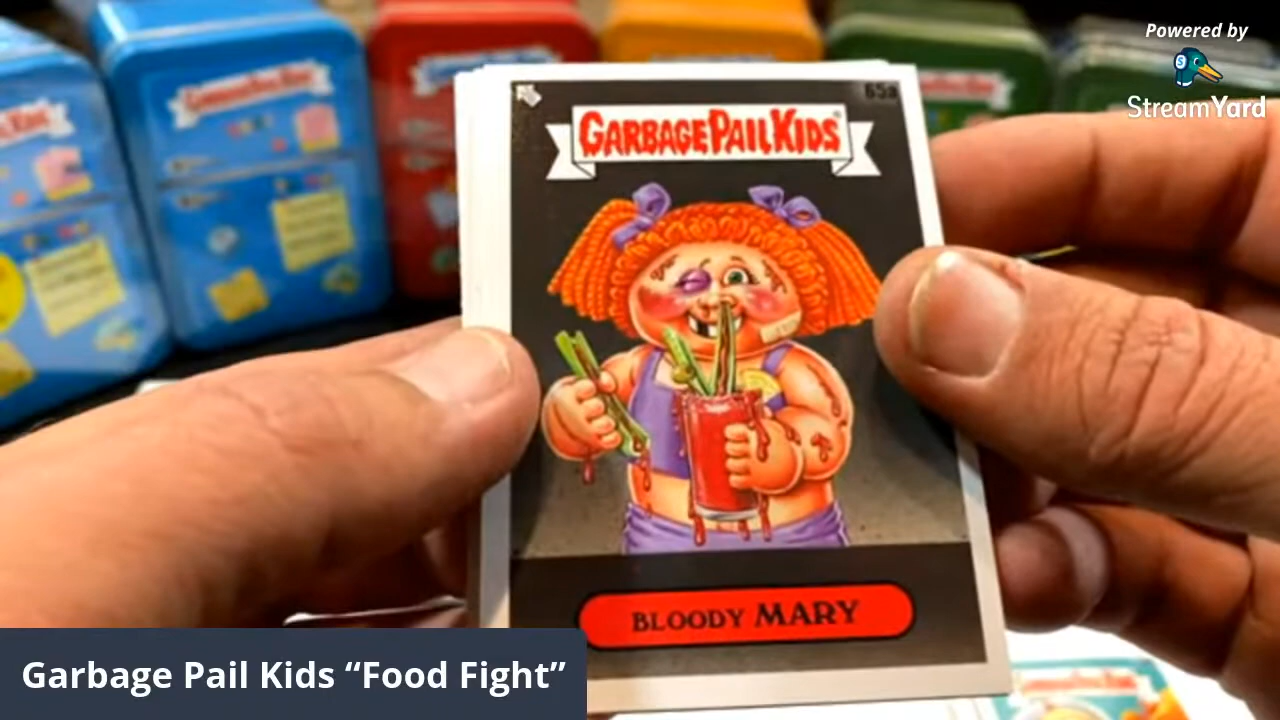 Powered by
StreamYard
65a
GARBAGE PAIL KIDS
BLOODY MARY
Garbage Pail Kids “Food Fight”